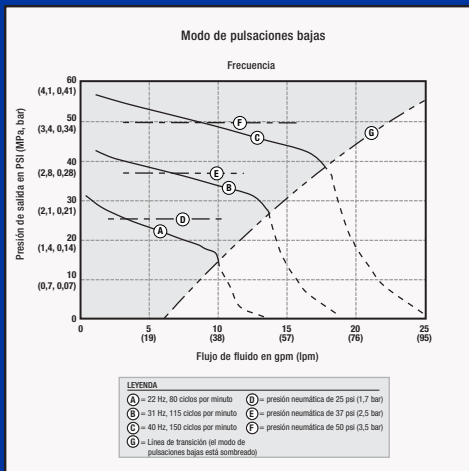 Modo de pulsaciones bajas
Frecuencia
Presión de salida en PSI (MPa, bar)
60
(4,1, 0,41)
50
(3,4, 0,34)
40
(2,8, 0,28)
30
(2,1, 0,21)
20
(1,4, 0,14)
10
(0,7, 0,07)
0
F
G
C
E
B
D
A
0 5 10 15 20 25
(19) (38) (57) (76) (95)
Flujo de fluido en gpm (lpm)
LEYENDA
A = 22 Hz, 80 ciclos por minuto
B = 31 Hz, 115 ciclos por minuto
C = 40 Hz, 150 ciclos por minuto
D = presión neumática de 25 psi (1,7 bar)
E = presión neumática de 37 psi (2,5 bar)
F = presión neumática de 50 psi (3,5 bar)
G = Línea de transición (el modo de
pulsaciones bajas está sombreado)